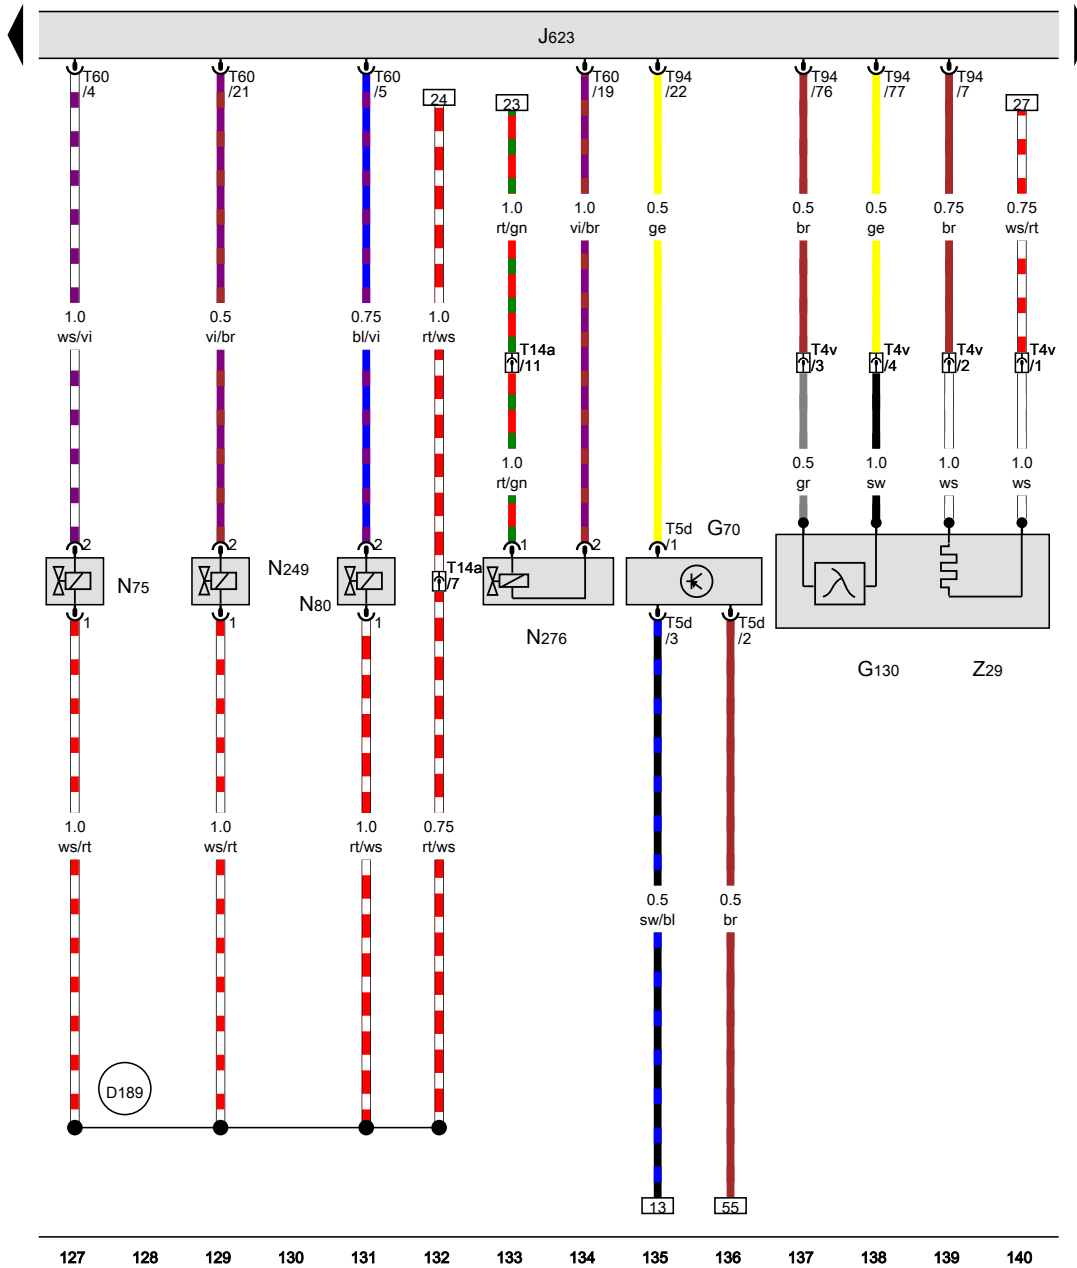 J623
T60 T60 T60 T60 T94 T94 T94 T94
/4 /21 /5 /19 /22 /76 /77 /7
24 23 27
1.0 1.0 0.5 0.5 0.5 0.75 0.75
rt/gn vi/br ge br ge br ws/rt
1.0 0.5 0.75 1.0
ws/vi vi/br bl/vi rt/ws
T14a T4v T4v T4v T4v
/11 /3 /4 /2 /1
1.0 0.5 1.0 1.0 1.0
rt/gn gr sw ws ws
T5d G70
2 2 2 1 2 /1
N75 N249 N80 T14a
/7
1 1 1 T5d T5d
/3 /2
N276
G130 Z29
1.0 1.0 1.0 0.75
ws/rt ws/rt rt/ws rt/ws
0.5 0.5
sw/bl br
D189
13 55
127 128 129 130 131 132 133 134 135 136 137 138 139 140